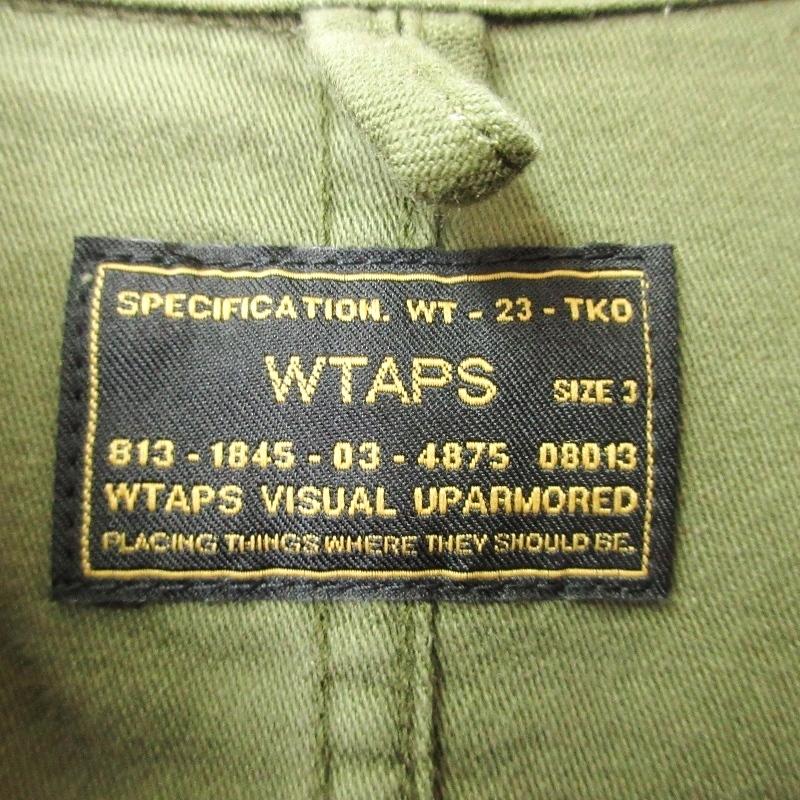 SPECIFICATION. WT - 23 - TKO
WTAPS SIZE 3
813 - 1845 - 03 - 4875 08013
WTAPS VISUAL UPARMORED
PLACING THINGS WHERE THEY SHOULD BE.